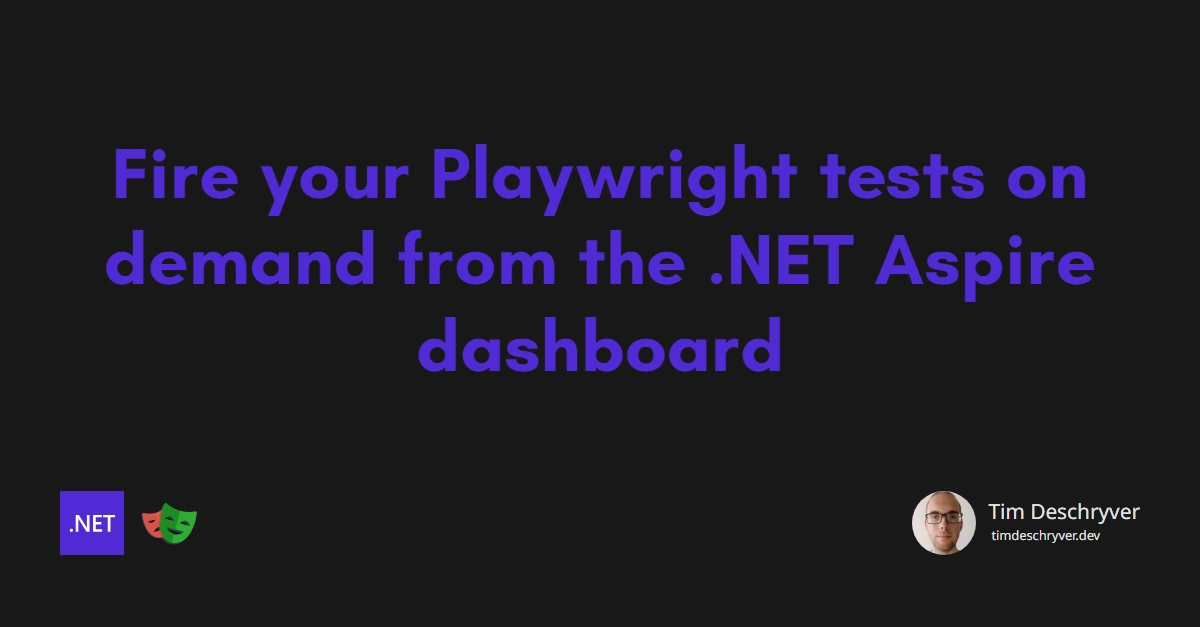 Fire your Playwright tests on
demand from the .NET Aspire
dashboard
.NET
Tim Deschryver
timdeschryver.dev